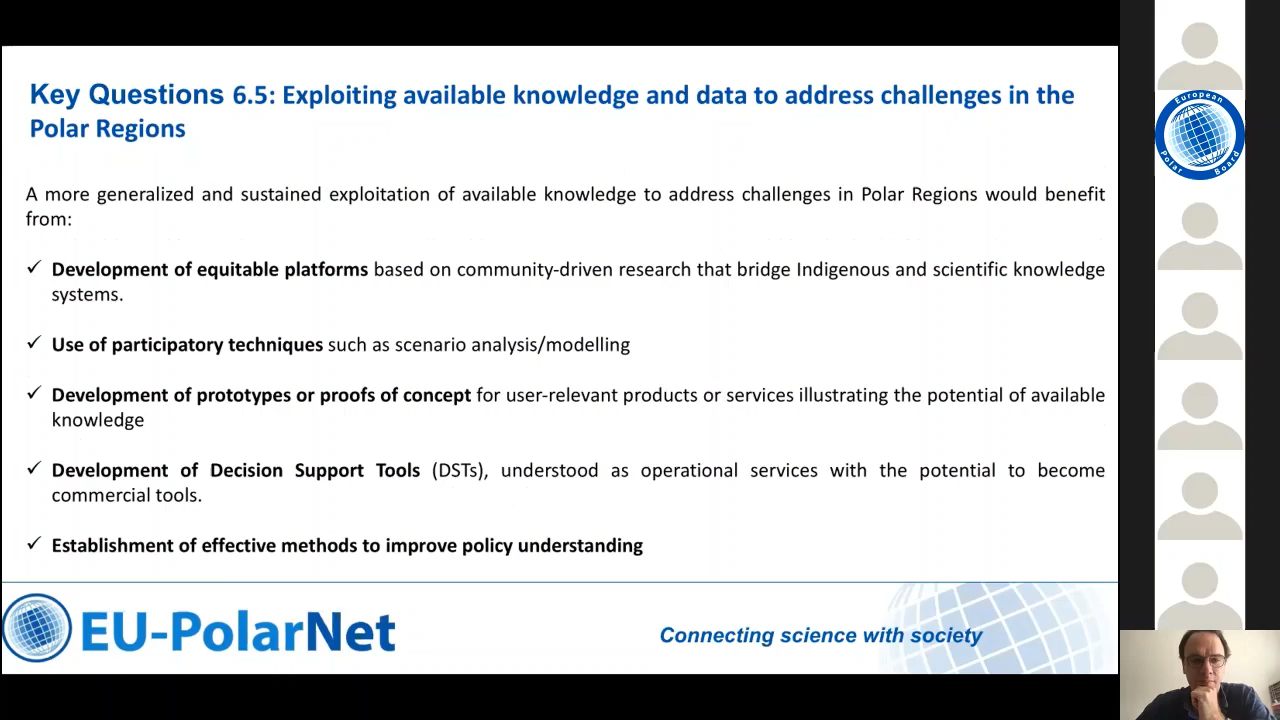 Key Questions 6.5: Exploiting available knowledge and data to address challenges in the
Polar Regions
A more generalized and sustained exploitation of available knowledge to address challenges in Polar Regions would benefit
from:
✓ Development of equitable platforms based on community-driven research that bridge Indigenous and scientific knowledge
systems.
✓ Use of participatory techniques such as scenario analysis/modelling
✓ Development of prototypes or proofs of concept for user-relevant products or services illustrating the potential of available
knowledge
✓ Development of Decision Support Tools (DSTs), understood as operational services with the potential to become
commercial tools.
✓ Establishment of effective methods to improve policy understanding
EU-PolarNet
Connecting science with society
European
Polar Board